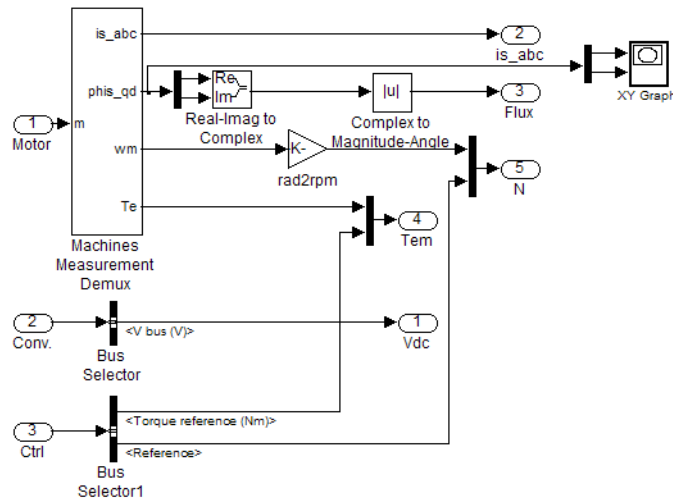 is_abc
2
is_abc
phis_qd
Re
Im
Real-Imag to
Complex
|u|
Complex to
Magnitude-Angle
3
Flux
XY Graph
1
Motor
m
wm
K-
rad2rpm
5
N
Te
4
Tem
Machines
Measurement
Demux
2
Conv.
<V bus (V)>
Bus
Selector
1
Vdc
3
Ctrl
<Torque reference (Nm)>
<Reference>
Bus
Selector1